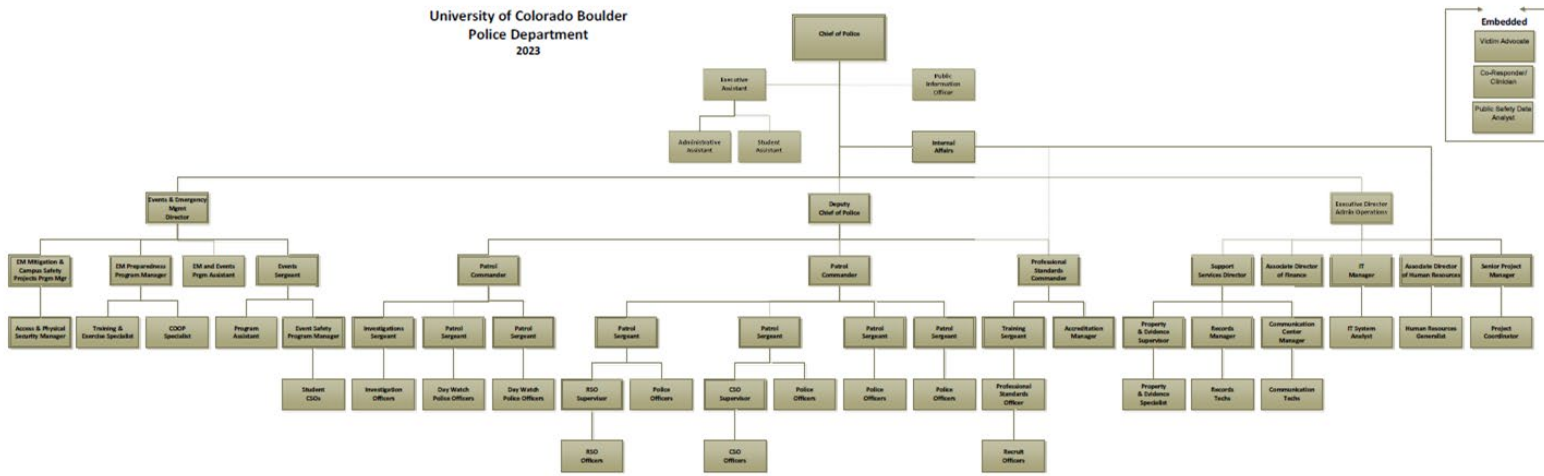 University of Colorado Boulder
Police Department
2023
Chief of Police
Embedded
Victim Advocate
Co-Responder/
Clinician
Public Safety Data
Analyst
Executive
Assistant
Public
Information
Officer
Administrative
Assistant
Student
Assistant
Internal
Affairs
Events & Emergency
Mgmt
Director
Deputy
Chief of Police
Executive Director
Admin Operations
EM Mitigation &
Campus Safety
Projects Prgm Mgr
EM Preparedness
Program Manager
EM and Events
Prgm Assistant
Events
Sergeant
Patrol
Commander
Patrol
Commander
Professional
Standards
Commander
Support
Services Director
Associate Director
of Finance
IT
Manager
Associate Director
of Human Resources
Senior Project
Manager
Access & Physical
Security Manager
Training &
Exercise Specialist
COOP
Specialist
Program
Assistant
Event Safety
Program Manager
Investigations
Sergeant
Patrol
Sergeant
Patrol
Sergeant
Patrol
Sergeant
Patrol
Sergeant
Patrol
Sergeant
Patrol
Sergeant
Training
Sergeant
Accreditation
Manager
Property
& Evidence
Supervisor
Records
Manager
Communication
Center
Manager
IT System
Analyst
Human Resources
Generalist
Project
Coordinator
Student
CSOs
Investigation
Officers
Day Watch
Police Officers
Day Watch
Police Officers
RSO
Supervisor
Police
Officers
CSO
Supervisor
Police
Officers
Police
Officers
Police
Officers
Professional
Standards
Officer
Property
& Evidence
Specialist
Records
Techs
Communication
Techs
RSO
Officers
CSO
Officers
Recruit
Officers